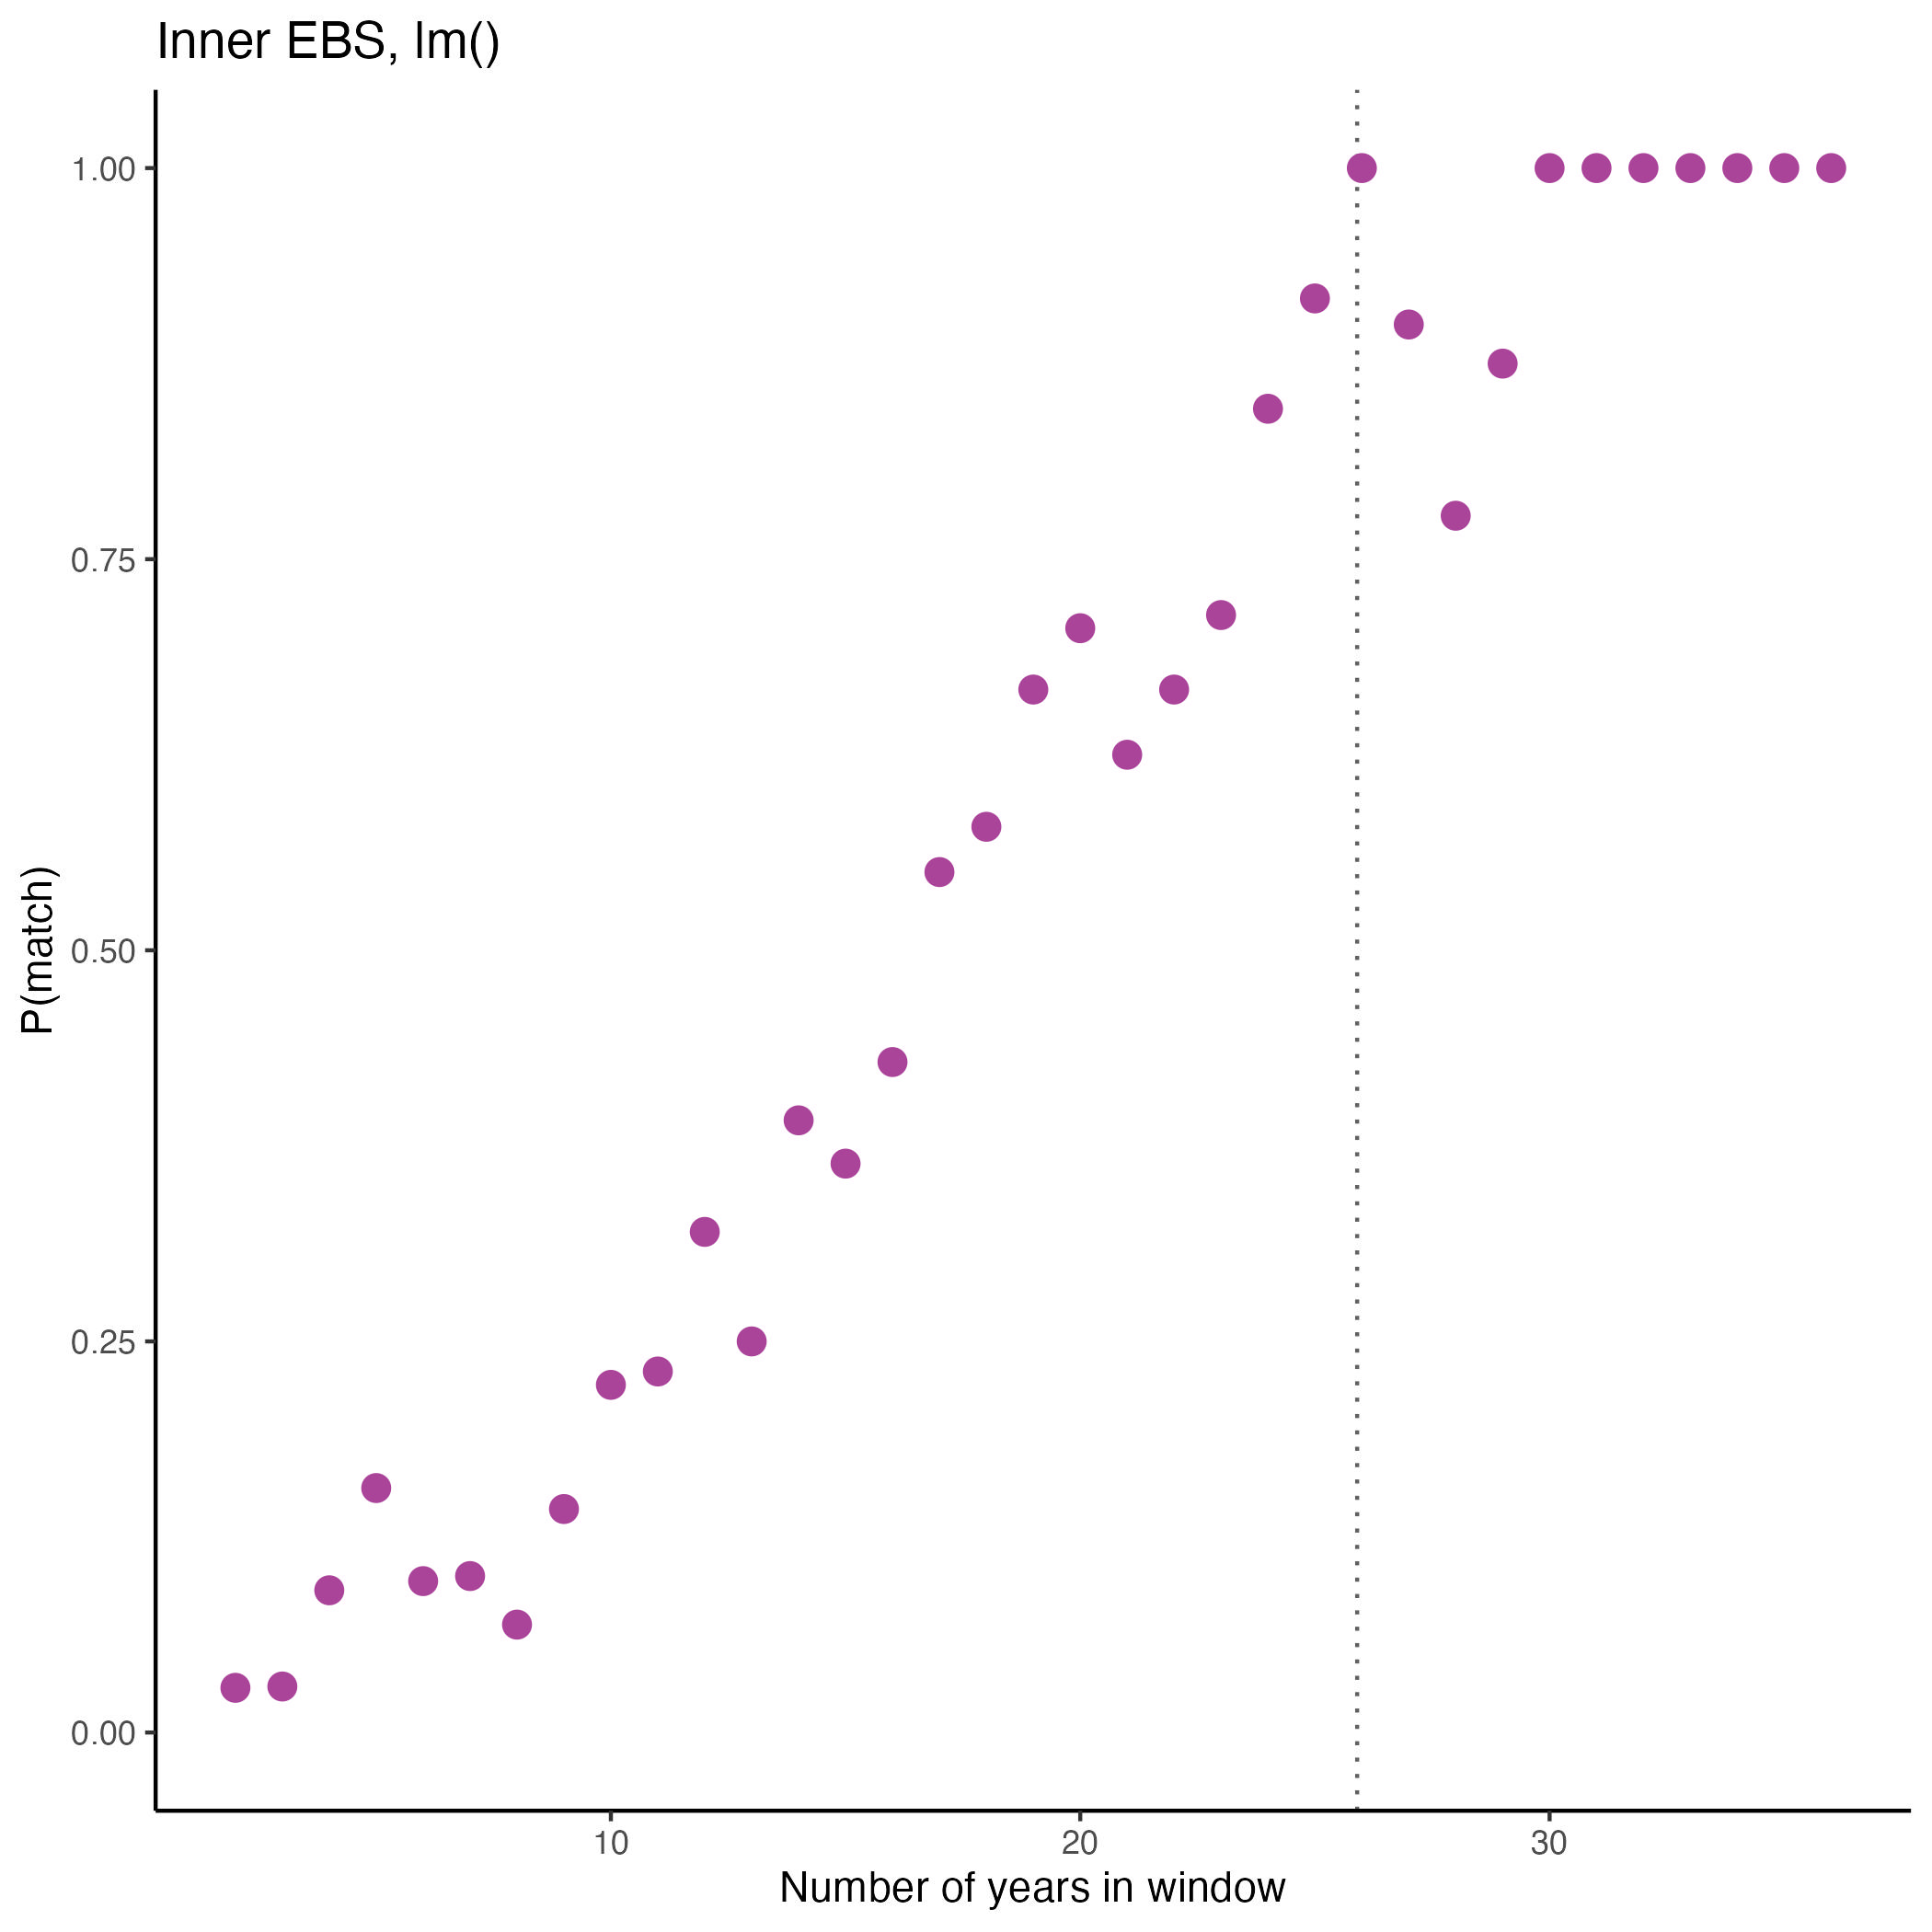 Inner EBS, lm()
1.00
0.75
0.50
0.25
0.00
P(match)
10 20 30
Number of years in window